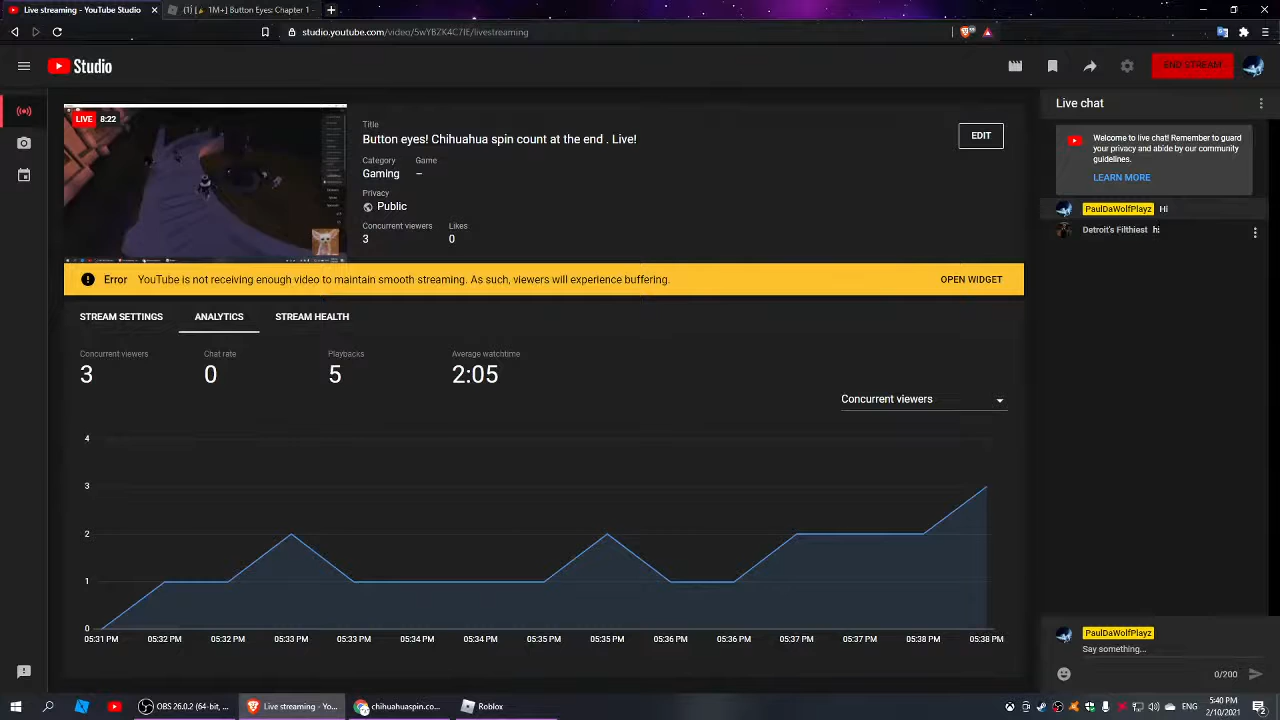 Live streaming - YouTube Studio
(1) [🎉 1M+] Button Eyes: Chapter 1 -
studio.youtube.com/video/5wYBZK4C7IE/livestreaming
Studio
END STREAM
LIVE 8:22
Title
Button eyes! Chihuahua spin count at the end . Live!
Category Game
Gaming –
Privacy
Public
Concurrent viewers Likes
3 0
EDIT
Error YouTube is not receiving enough video to maintain smooth streaming. As such, viewers will experience buffering. OPEN WIDGET
STREAM SETTINGS ANALYTICS STREAM HEALTH
Concurrent viewers Chat rate Playbacks Average watchtime
3 0 5 2:05
Concurrent viewers
4
3
2
1
0
05:31 PM 05:32 PM 05:32 PM 05:33 PM 05:33 PM 05:34 PM 05:34 PM 05:35 PM 05:35 PM 05:36 PM 05:36 PM 05:37 PM 05:37 PM 05:38 PM 05:38 PM
Live chat
Welcome to live chat! Remember to guard
your privacy and abide by our community
guidelines.
LEARN MORE
PaulDaWolfPlayz Hi
Detroit's Filthiest hi
PaulDaWolfPlayz
Say something...
0/200
OBS 26.0.2 (64-bit, ...
Live streaming - Yo...
chihuahuaspin.co...
Roblox
5:40 PM
2/10/2021